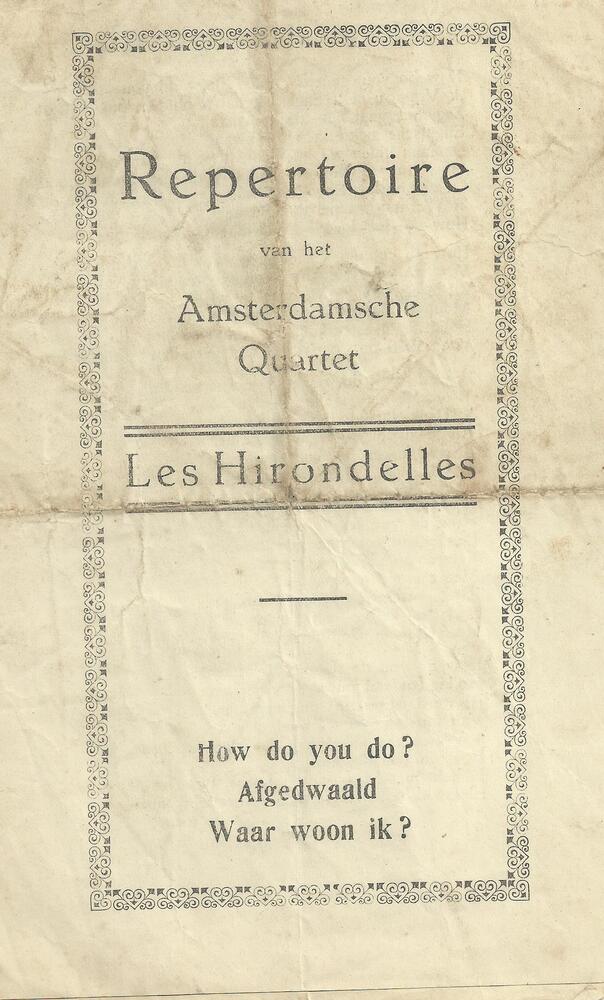 Repertoire
van het
Amsterdamsche
Quartet
Les Hirondelles
How do you do?
Afgedwaald
Waar woon ik?